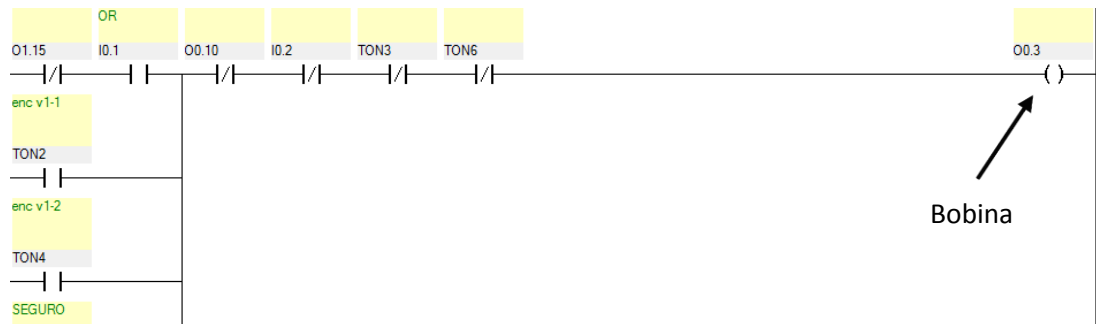 OR
O1.15 I0.1 O0.10 I0.2 TON3 TON6 O0.3
enc v1-1
TON2
enc v1-2
TON4
SEGURO
Bobina